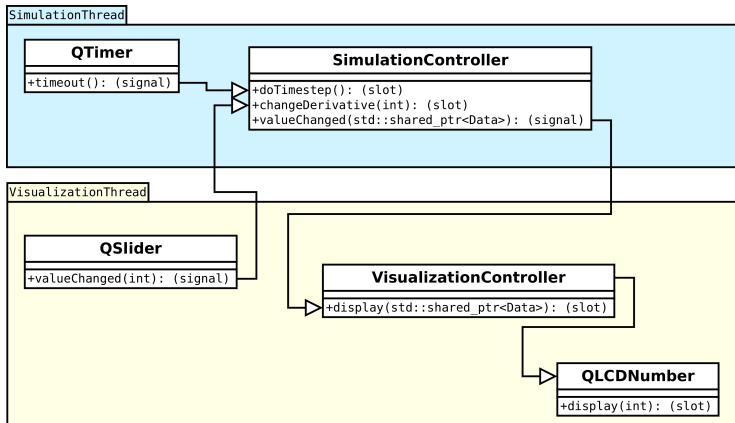 SimulationThread
QTimer
+timeout(): (signal)
SimulationController
+doTimestep(): (slot)
+changeDerivative(int): (slot)
+valueChanged(std::shared_ptr<Data>): (signal)
VisualizationThread
QSlider
+valueChanged(int): (signal)
VisualizationController
+display(std::shared_ptr<Data>): (slot)
QLCDNumber
+display(int): (slot)